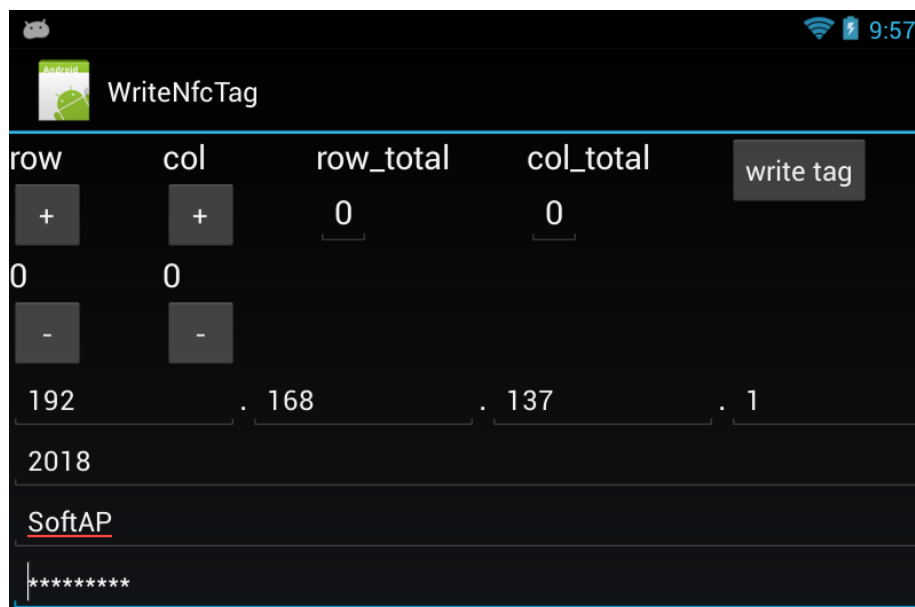 9:57
Android
WriteNfcTag
row col row_total col_total write tag
+ + 0 0
0 0
- -
192 . 168 . 137 . 1
2018
SoftAP
*********